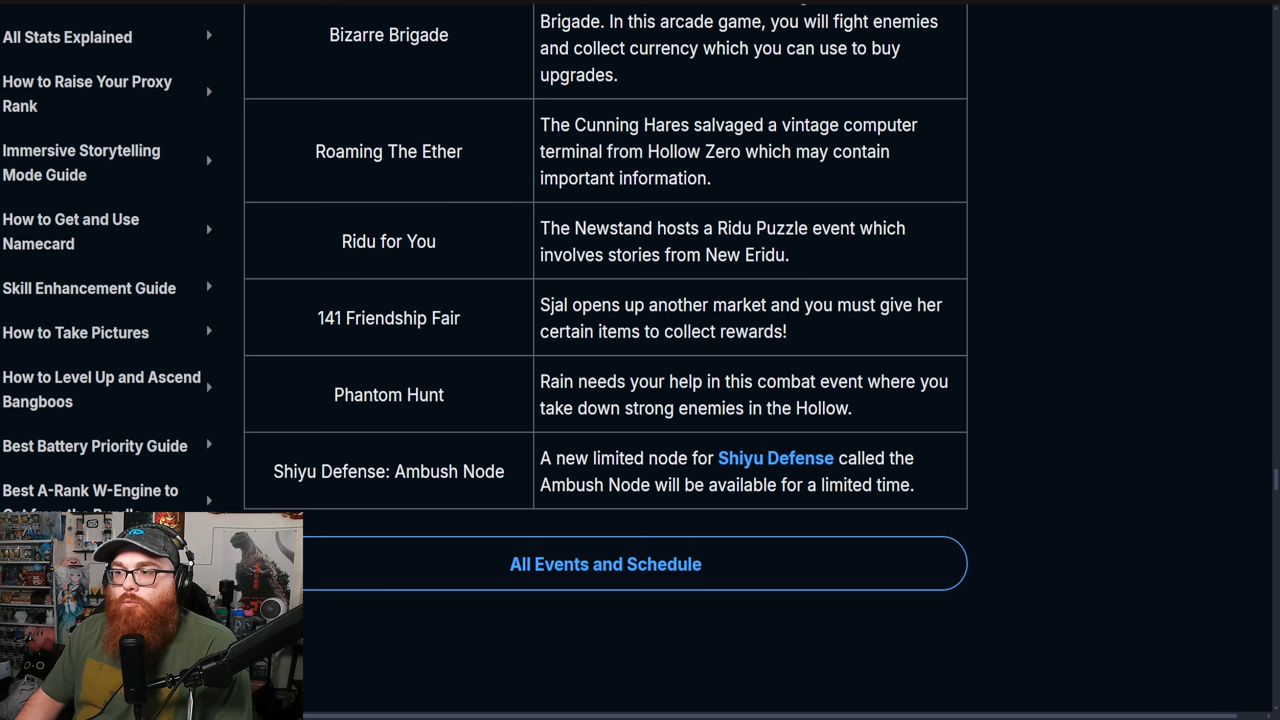 All Stats Explained
How to Raise Your Proxy
Rank
Immersive Storytelling
Mode Guide
How to Get and Use
Namecard
Skill Enhancement Guide
How to Take Pictures
How to Level Up and Ascend
Bangboos
Best Battery Priority Guide
Best A-Rank W-Engine to
Bizarre Brigade
Brigade. In this arcade game, you will fight enemies
and collect currency which you can use to buy
upgrades.
Roaming The Ether
The Cunning Hares salvaged a vintage computer
terminal from Hollow Zero which may contain
important information.
Ridu for You
The Newstand hosts a Ridu Puzzle event which
involves stories from New Eridu.
141 Friendship Fair
Sjal opens up another market and you must give her
certain items to collect rewards!
Phantom Hunt
Rain needs your help in this combat event where you
take down strong enemies in the Hollow.
Shiyu Defense: Ambush Node
A new limited node for Shiyu Defense called the
Ambush Node will be available for a limited time.
All Events and Schedule